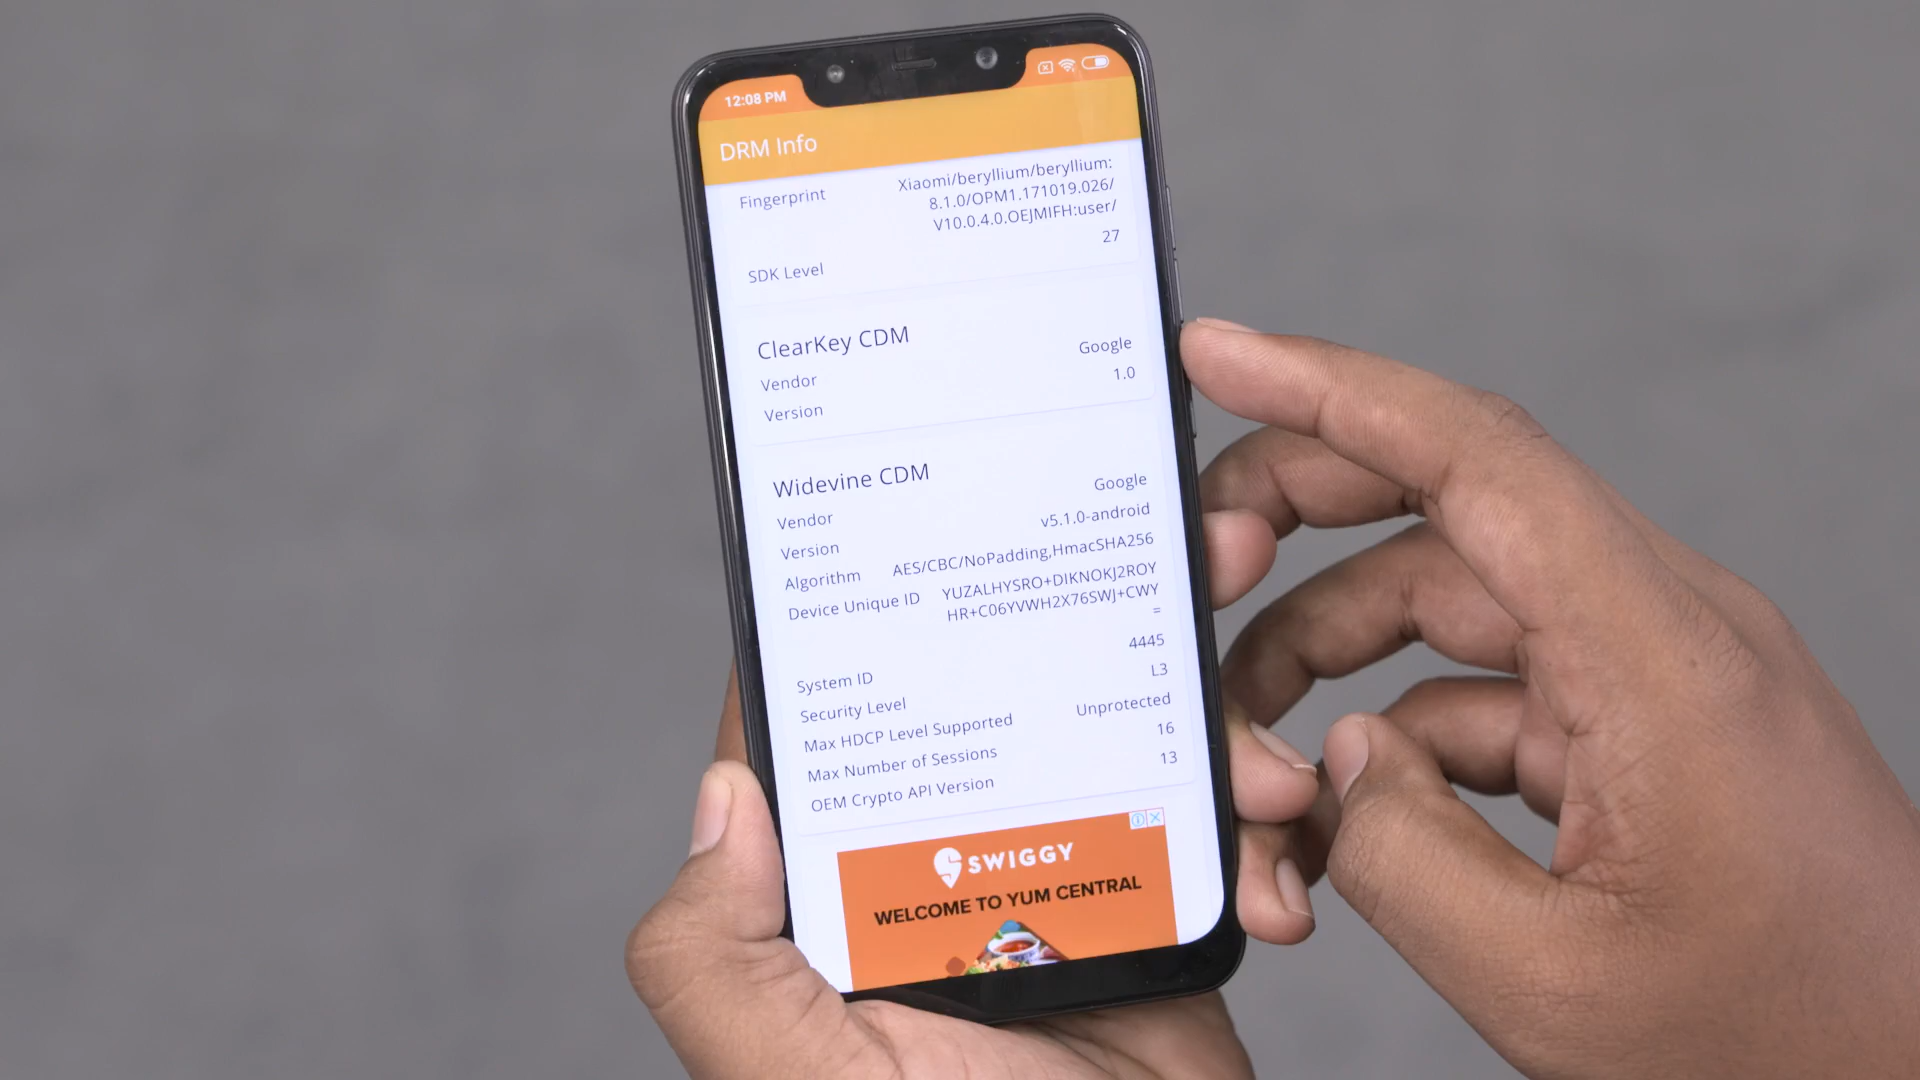 12:08 PM
DRM Info
Fingerprint Xiaomi/beryllium/beryllium:
8.1.0/OPM1.171019.026/
V10.0.4.0.OEJMIFH:user/
SDK Level 27
ClearKey CDM
Vendor Google
Version 1.0
Widevine CDM
Vendor Google
Version v5.1.0-android
Algorithm AES/CBC/NoPadding,HmacSHA256
Device Unique ID YUZALHYSRO+DIKNOKJ2ROY
HR+C06YVWH2X76SWJ+CWY
=
System ID 4445
Security Level L3
Max HDCP Level Supported Unprotected
Max Number of Sessions 16
OEM Crypto API Version 13
SWIGGY
WELCOME TO YUM CENTRAL